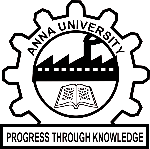 ANNA UNIVERSITY
PROGRESS THROUGH KNOWLEDGE